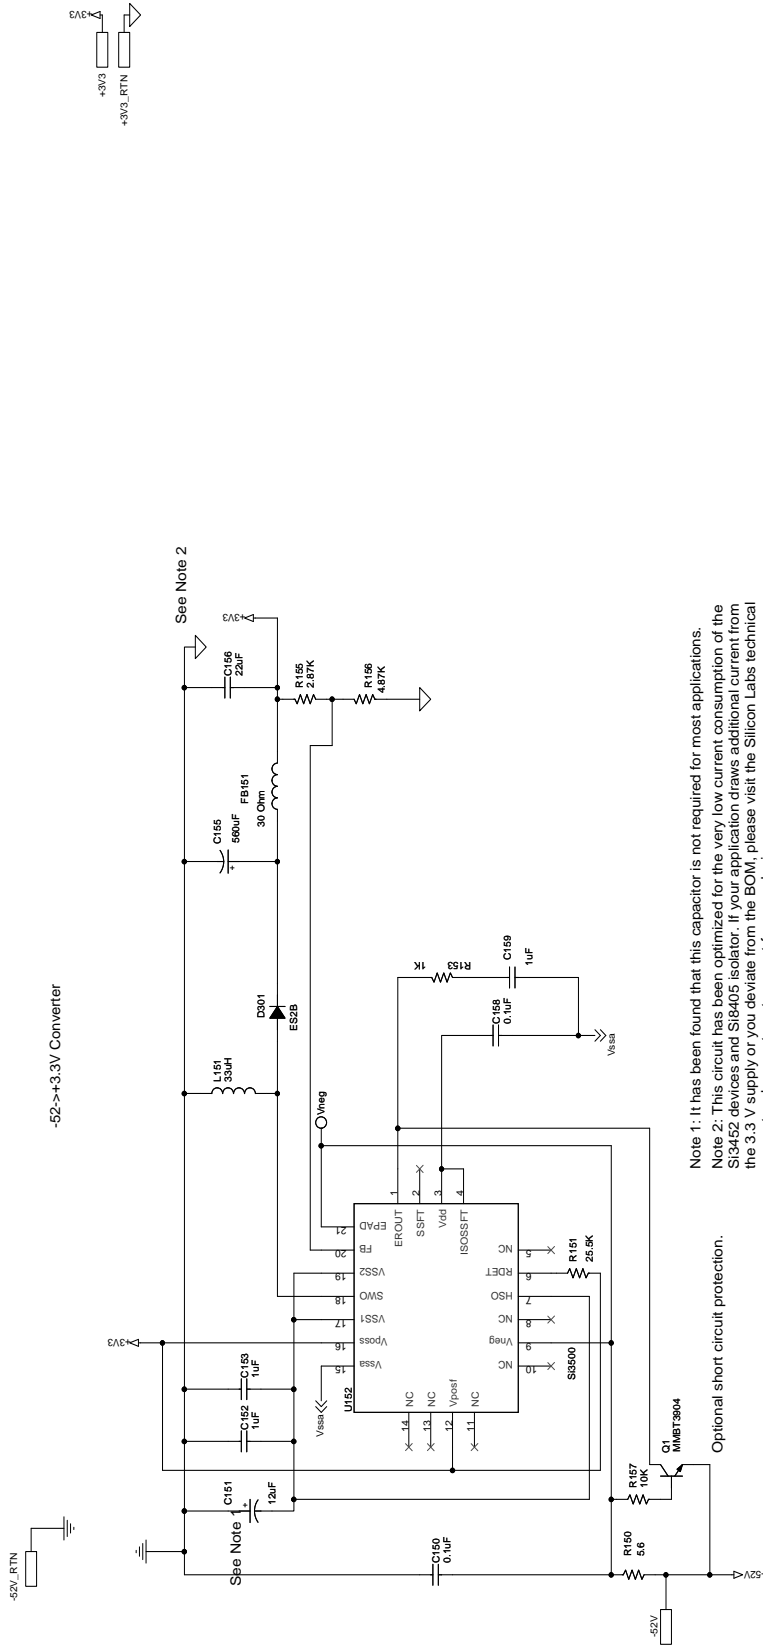 -52V_RTN
-52->+3.3V Converter
+3V3
+3V3
+3V3_RTN
See Note 1
C151
12uF
C152
1uF
C153
1uF
+3V3
L151
33uH
D301
ES2B
C155
560uF
FB151
30 Ohm
C156
22uF
See Note 2
+3V3
R155
2.87K
R156
4.87K
Vssa
Vneg
U152
15
16
17
18
19
20
21
Vssa
Vposs
VSS1
SWO
VSS2
FB
EPAD
14
NC
13
NC
12
Vposf
11
NC
1
EROUT
2
SSFT
3
Vdd
4
ISOSSFT
NC
Vneg
NC
HSO
RDET
NC
10
9
8
7
6
5
Si3500
R151
25.5K
1K
R153
C159
1uF
C158
0.1uF
Vssa
C150
0.1uF
R150
5.6
R157
10K
Q1
MMBT3904
-52V
-52V
Optional short circuit protection.
Note 1: It has been found that this capacitor is not required for most applications.
Note 2: This circuit has been optimized for the very low current consumption of the
Si3452 devices and Si8405 isolator. If your application draws additional current from
the 3.3 V supply or you deviate from the BOM, please visit the Silicon Labs technical